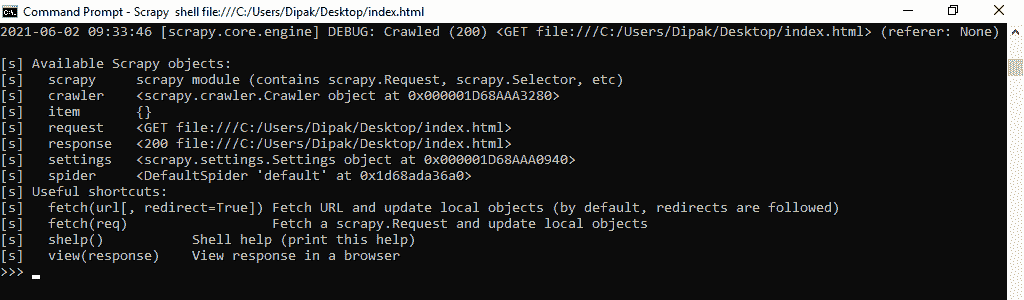 Command Prompt - Scrapy  shell file:///C:/Users/Dipak/Desktop/index.html
2021-06-02 09:33:46 [scrapy.core.engine] DEBUG: Crawled (200) <GET file:///C:/Users/Dipak/Desktop/index.html> (referer: None)
[s] Available Scrapy objects:
[s]   scrapy     scrapy module (contains scrapy.Request, scrapy.Selector, etc)
[s]   crawler    <scrapy.crawler.Crawler object at 0x000001D68AAA3280>
[s]   item       {}
[s]   request    <GET file:///C:/Users/Dipak/Desktop/index.html>
[s]   response   <200 file:///C:/Users/Dipak/Desktop/index.html>
[s]   settings   <scrapy.settings.Settings object at 0x000001D68AAA0940>
[s]   spider     <DefaultSpider 'default' at 0x1d68ada36a0>
[s] Useful shortcuts:
[s]   fetch(url[, redirect=True]) Fetch URL and update local objects (by default, redirects are followed)
[s]   fetch(req)                  Fetch a scrapy.Request and update local objects
[s]   shelp()           Shell help (print this help)
[s]   view(response)    View response in a browser
>>>